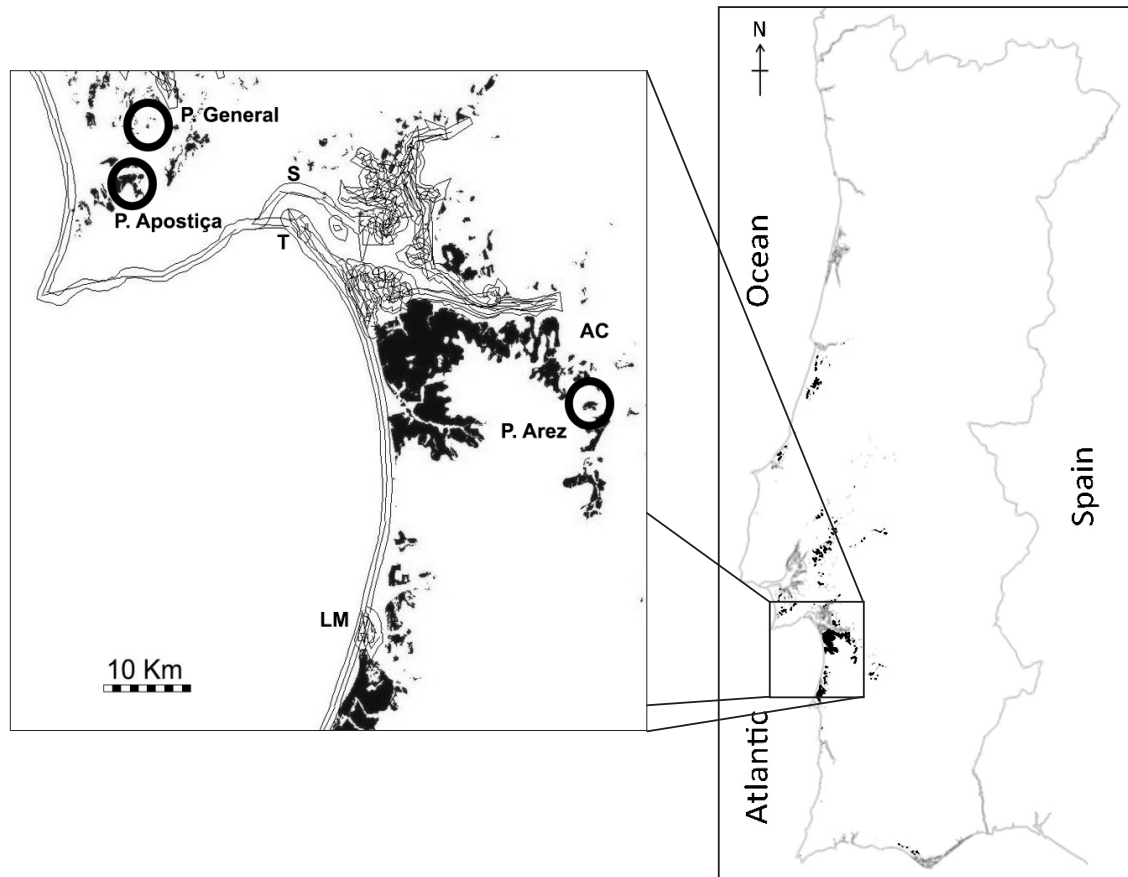 P. General
P. Apostiça
S
T
AC
P. Arez
LM
10 Km
N
Ocean
Atlantic
Spain